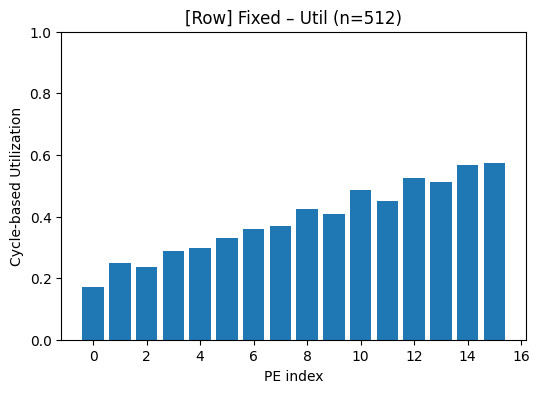 [Row] Fixed – Util (n=512)
Cycle-based Utilization
1.0
0.8
0.6
0.4
0.2
0.0
0 2 4 6 8 10 12 14 16
PE index